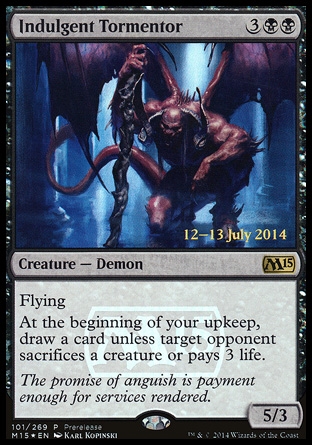 Indulgent Tormentor 3
12–13 July 2014
Creature — Demon M15
Flying
At the beginning of your upkeep,
draw a card unless target opponent
sacrifices a creature or pays 3 life.
The promise of anguish is payment
enough for services rendered.
5/3
101/269 P Prerelease
M15★EN Karl Kopinski ™ & © 2014 Wizards of the Coast